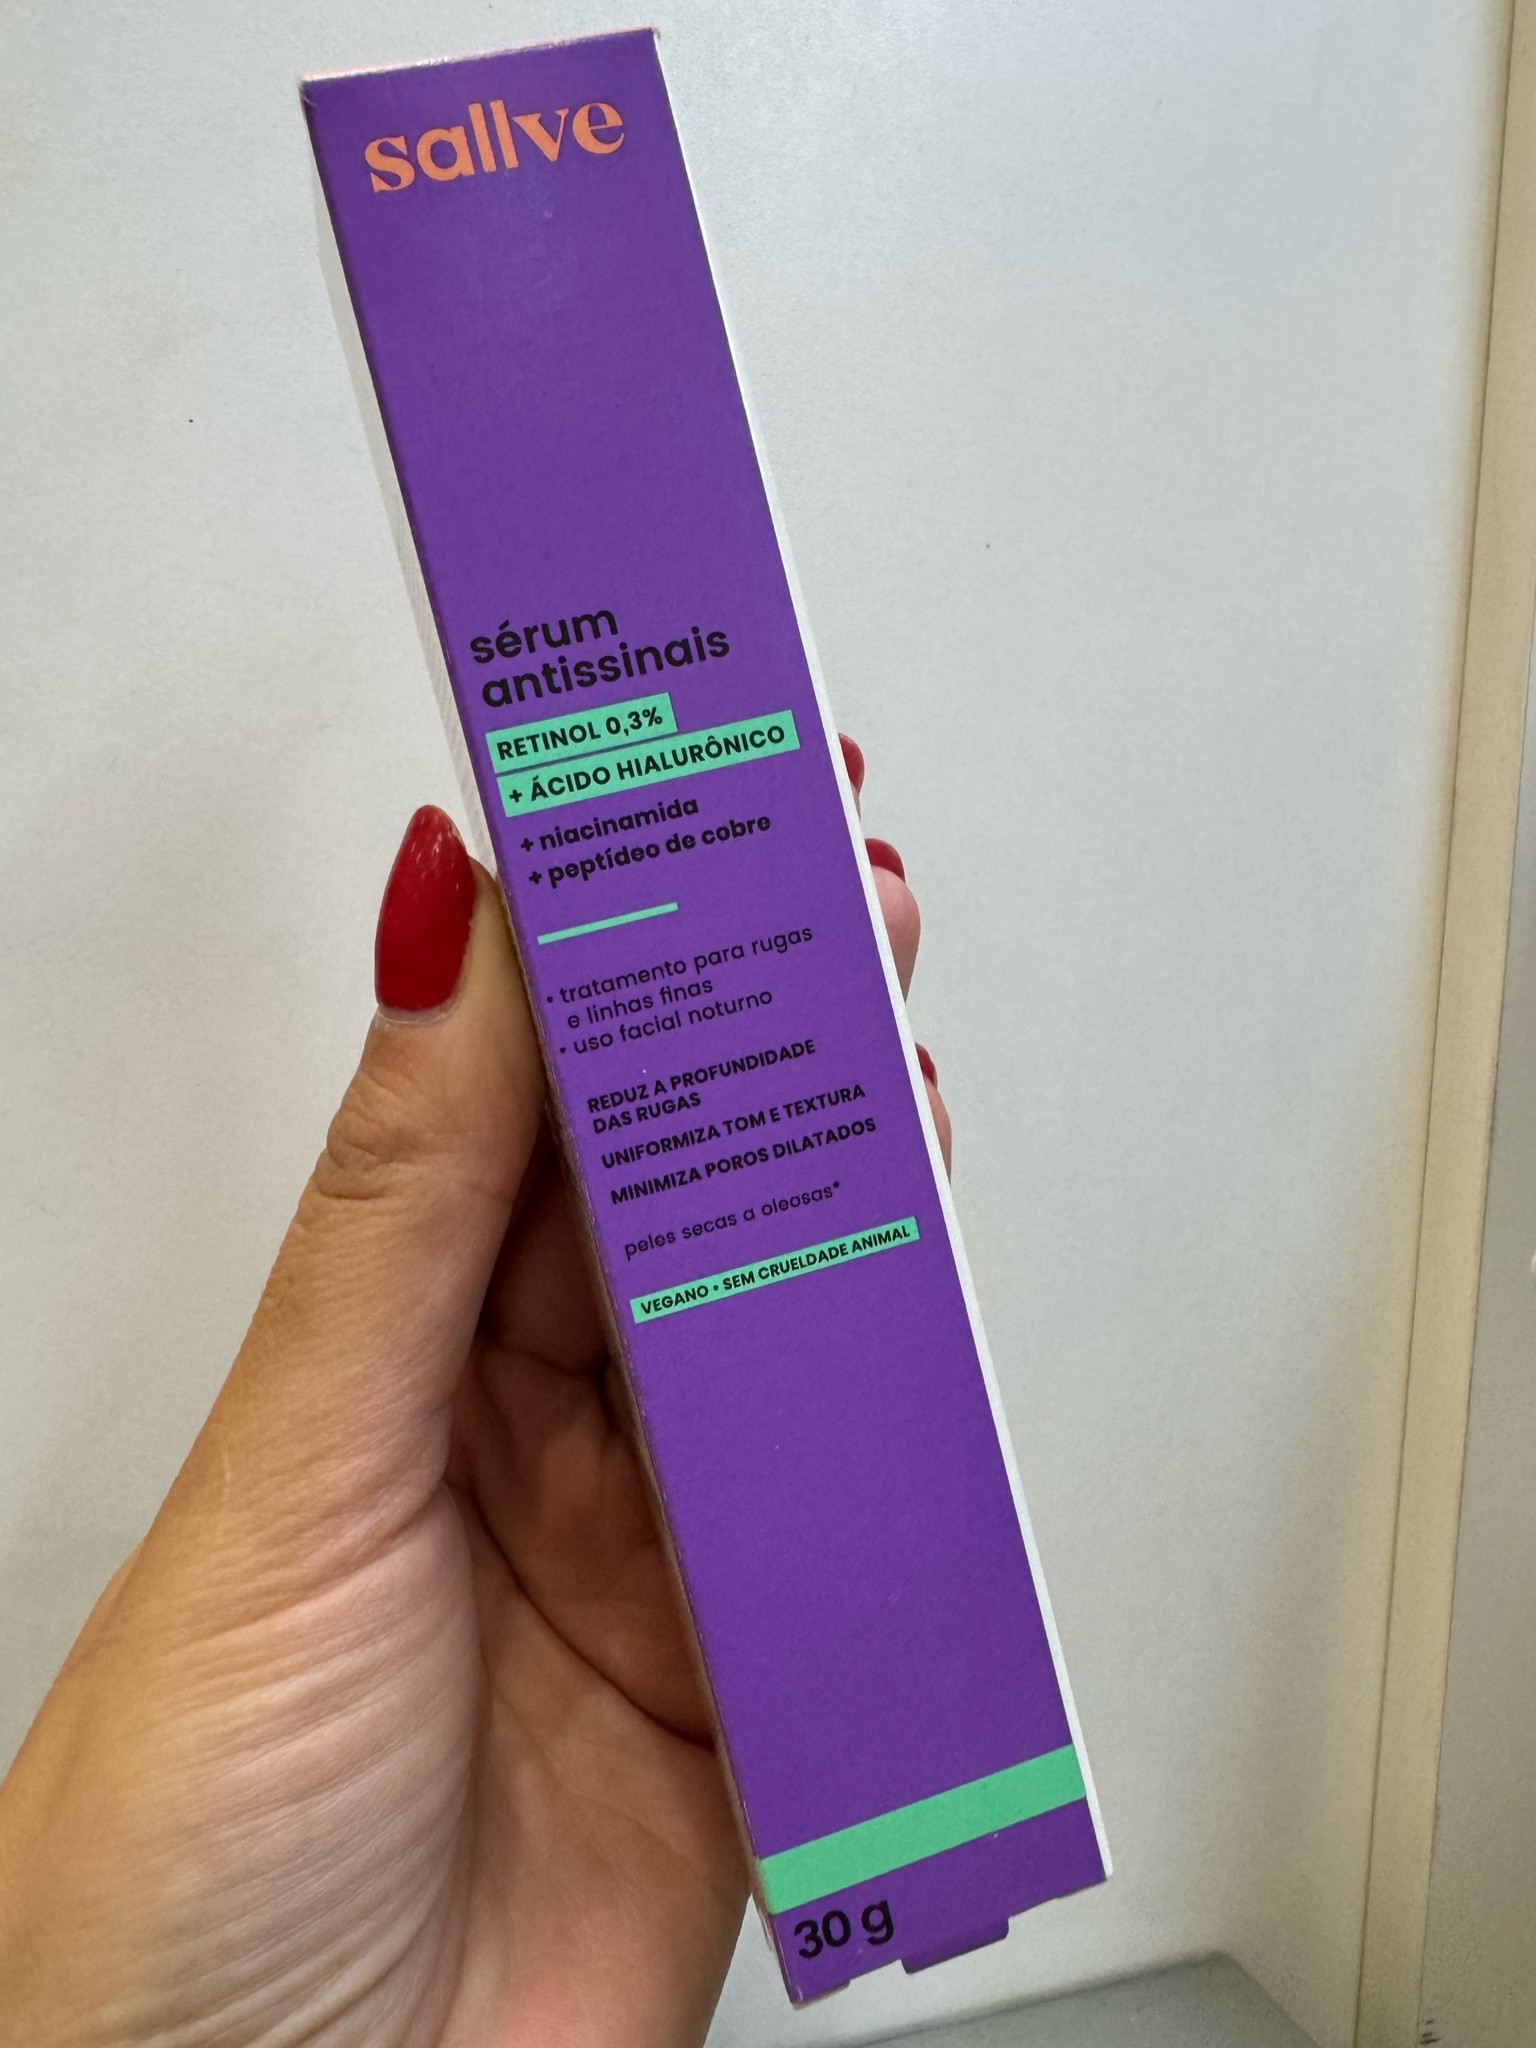 sallve
sérum
antissinais
RETINOL 0,3%
+ ÁCIDO HIALURÔNICO
+ niacinamida
+ peptídeo de cobre
• tratamento para rugas
e linhas finas
• uso facial noturno
REDUZ A PROFUNDIDADE
DAS RUGAS
UNIFORMIZA TOM E TEXTURA
MINIMIZA POROS DILATADOS
peles secas a oleosas*
VEGANO • SEM CRUELDADE ANIMAL
30 g